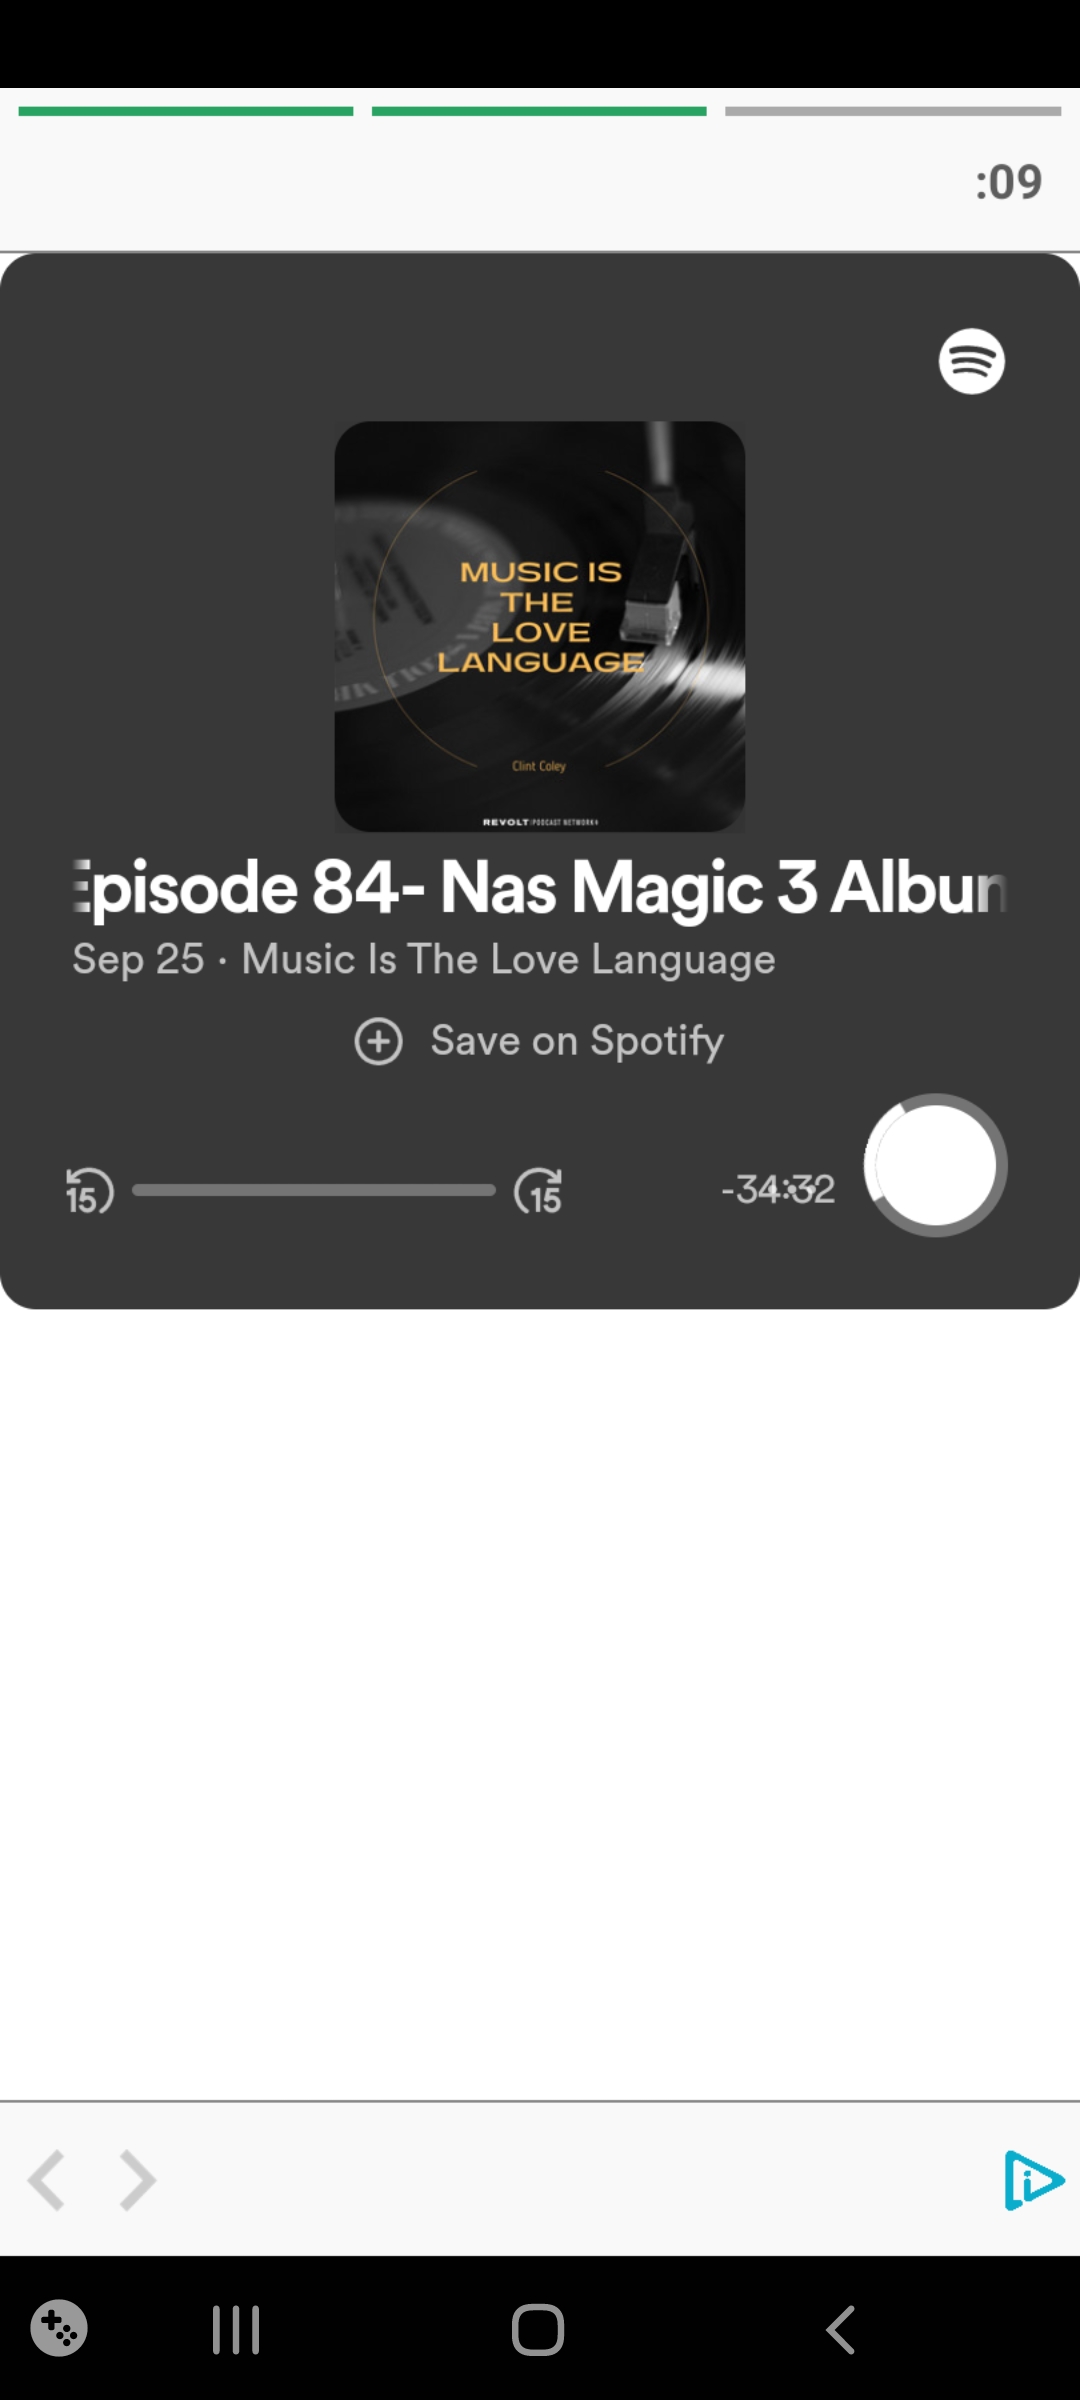 :09
MUSIC IS
THE
LOVE
LANGUAGE
Clint Coley
REVOLT PODCAST NETWORK
Episode 84- Nas Magic 3 Album
Sep 25 · Music Is The Love Language
Save on Spotify
15
15
-34:32